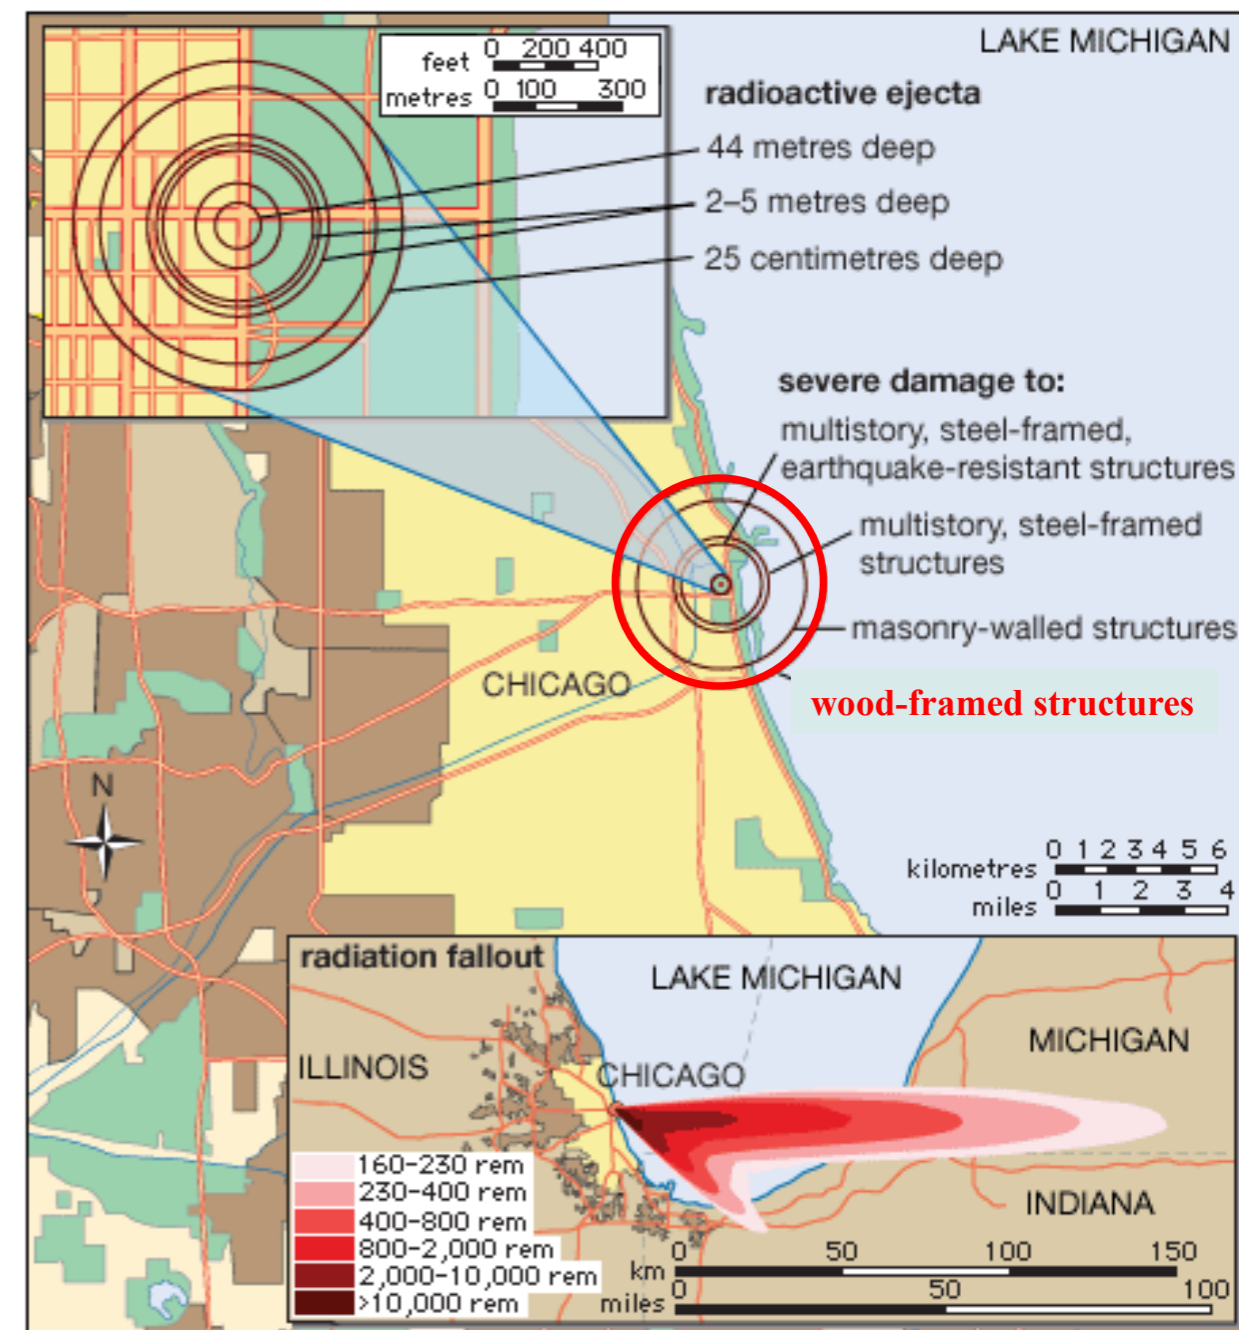 LAKE MICHIGAN
feet 0 200 400
metres 0 100 300
radioactive ejecta
44 metres deep
2–5 metres deep
25 centimetres deep
severe damage to:
multistory, steel-framed,
earthquake-resistant structures
multistory, steel-framed
structures
masonry-walled structures
wood-framed structures
CHICAGO
N
kilometres 0 1 2 3 4 5 6
miles 0 1 2 3 4
radiation fallout
LAKE MICHIGAN
MICHIGAN
ILLINOIS
CHICAGO
INDIANA
160–230 rem
230–400 rem
400–800 rem
800–2,000 rem
2,000–10,000 rem
>10,000 rem
km 0 50 100 150
miles 0 50 100